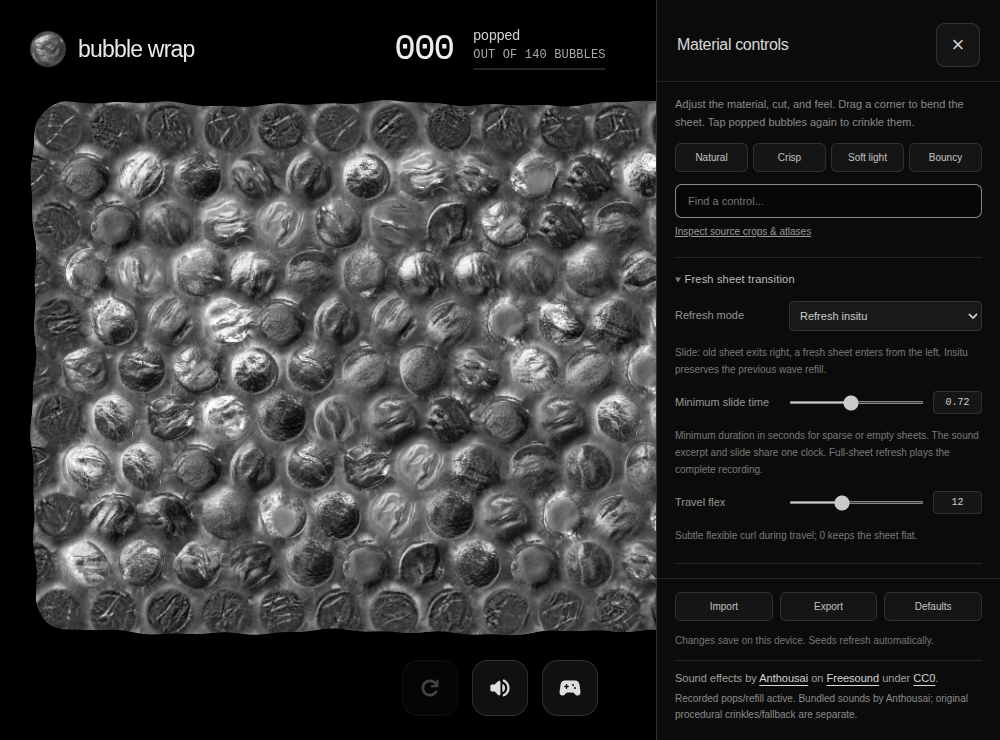 bubble wrap
000
popped
OUT OF 140 BUBBLES
Material controls
Adjust the material, cut, and feel. Drag a corner to bend the
sheet. Tap popped bubbles again to crinkle them.
Natural
Crisp
Soft light
Bouncy
Find a control...
Inspect source crops & atlases
Fresh sheet transition
Refresh mode
Refresh insitu
Slide: old sheet exits right, a fresh sheet enters from the left. Insitu
preserves the previous wave refill.
Minimum slide time
0.72
Minimum duration in seconds for sparse or empty sheets. The sound
excerpt and slide share one clock. Full-sheet refresh plays the
complete recording.
Travel flex
12
Subtle flexible curl during travel; 0 keeps the sheet flat.
Import
Export
Defaults
Changes save on this device. Seeds refresh automatically.
Sound effects by Anthousai on Freesound under CC0.
Recorded pops/refill active. Bundled sounds by Anthousai; original
procedural crinkles/fallback are separate.